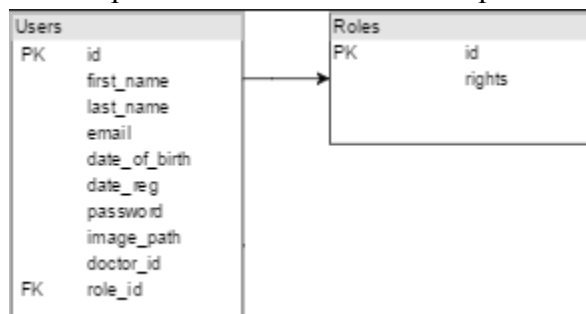 Users
PK id
first_name
last_name
email
date_of_birth
date_reg
password
image_path
doctor_id
FK role_id
Roles
PK id
rights